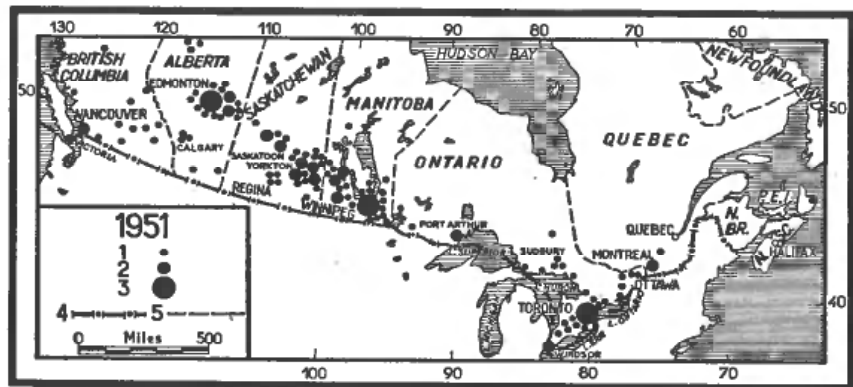 130 120 110 100 90 80 70 60
BRITISH COLUMBIA
ALBERTA
EDMONTON
SASKATCHEWAN
MANITOBA
HUDSON BAY
NEWFOUNDLAND
50
50
VANCOUVER
VICTORIA
CALGARY
SASKATOON
YORKTON
REGINA
WINNIPEG
ONTARIO
QUEBEC
PORT ARTHUR
L. SUPERIOR
SUDBURY
MONTREAL
QUEBEC
OTTAWA
N. BR.
P.E.I.
N. S.
HALIFAX
TORONTO
L. ONTARIO
WINDSOR
40
1951
1
2
3
4 5
0 Miles 500
100 90 80 70